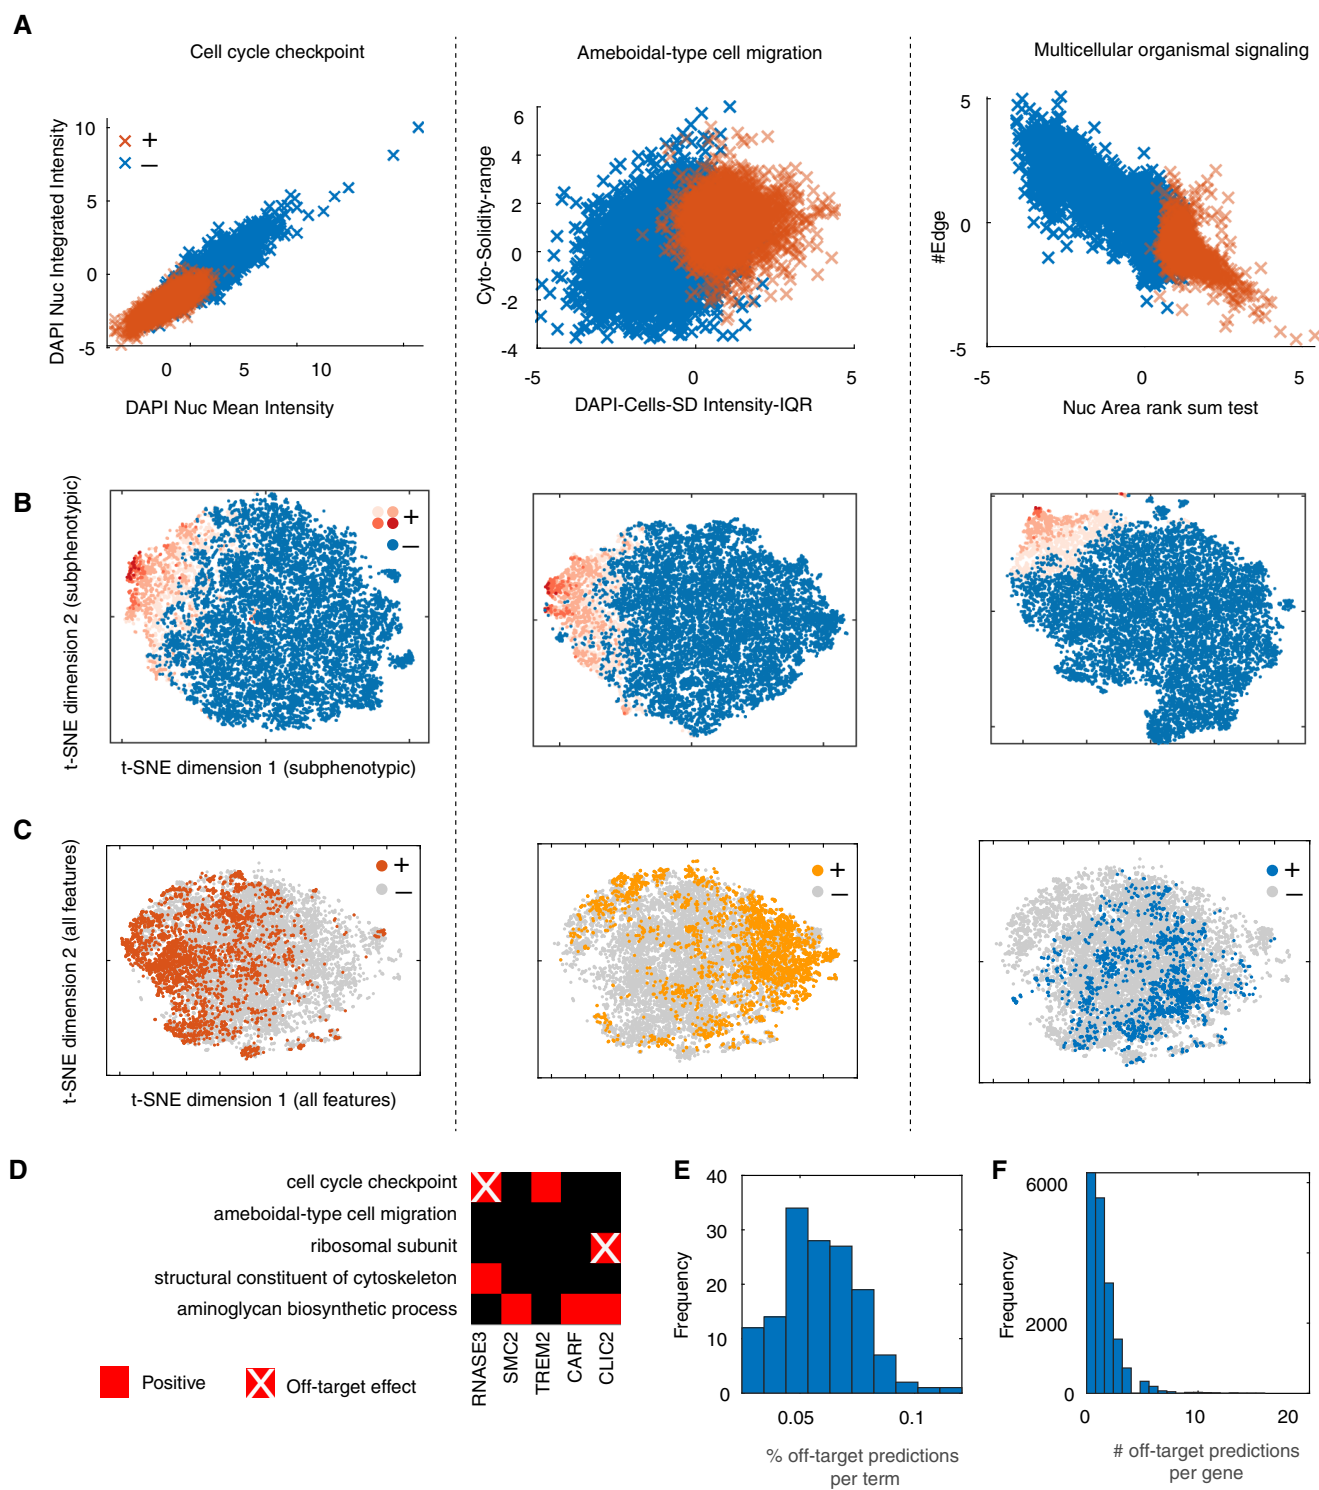 A
Cell cycle checkpoint
Ameboidal-type cell migration
Multicellular organismal signaling
DAPI Nuc Integrated Intensity
10
5
0
-5
+
–
0
5
10
DAPI Nuc Mean Intensity
Cyto-Solidity-range
6
4
2
0
-2
-4
-5
0
5
DAPI-Cells-SD Intensity-IQR
#Edge
5
0
-5
-5
0
5
Nuc Area rank sum test
B
t-SNE dimension 2 (subphenotypic)
+
–
t-SNE dimension 1 (subphenotypic)
C
t-SNE dimension 2 (all features)
+
–
+
–
+
–
t-SNE dimension 1 (all features)
D
cell cycle checkpoint
ameboidal-type cell migration
ribosomal subunit
structural constituent of cytoskeleton
aminoglycan biosynthetic process
RNASE3
SMC2
TREM2
CARF
CLIC2
Positive
Off-target effect
E
Frequency
40
30
20
10
0
0.05
0.1
% off-target predictions
per term
F
Frequency
6000
2000
0
0
10
20
# off-target predictions
per gene